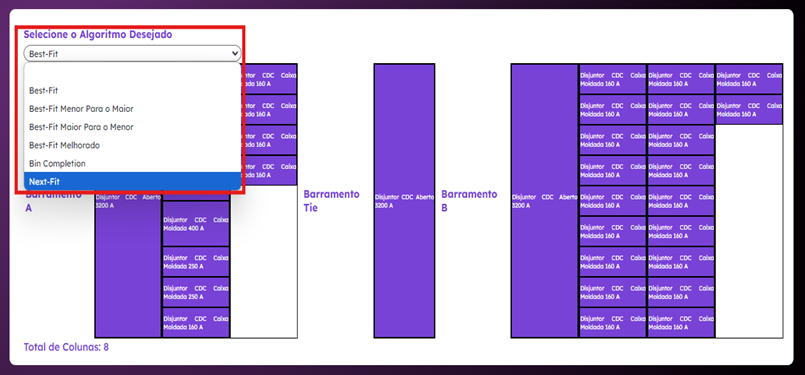 Selecione o Algoritmo Desejado
Best-Fit
Best-Fit
Best-Fit Menor Para o Maior
Best-Fit Maior Para o Menor
Best-Fit Melhorado
Bin Completion
Next-Fit
Barramento
A
Disjuntor CDC Aberto
3200 A
Disjuntor CDC Caixa
Moldada 400 A
Disjuntor CDC Caixa
Moldada 250 A
Disjuntor CDC Caixa
Moldada 250 A
Disjuntor CDC Caixa
Moldada 160 A
CDC Caixa
160 A
CDC Caixa
160 A
CDC Caixa
160 A
CDC Caixa
160 A
Barramento
Tie
Disjuntor CDC Aberto
3200 A
Barramento
B
Disjuntor CDC Aberto
3200 A
Disjuntor CDC Caixa
Moldada 160 A
Disjuntor CDC Caixa
Moldada 160 A
Disjuntor CDC Caixa
Moldada 160 A
Disjuntor CDC Caixa
Moldada 160 A
Disjuntor CDC Caixa
Moldada 160 A
Disjuntor CDC Caixa
Moldada 160 A
Disjuntor CDC Caixa
Moldada 160 A
Disjuntor CDC Caixa
Moldada 160 A
Disjuntor CDC Caixa
Moldada 160 A
Disjuntor CDC Caixa
Moldada 160 A
Disjuntor CDC Caixa
Moldada 160 A
Disjuntor CDC Caixa
Moldada 160 A
Disjuntor CDC Caixa
Moldada 160 A
Disjuntor CDC Caixa
Moldada 160 A
Disjuntor CDC Caixa
Moldada 160 A
Disjuntor CDC Caixa
Moldada 160 A
Disjuntor CDC Caixa
Moldada 160 A
Disjuntor CDC Caixa
Moldada 160 A
Disjuntor CDC Caixa
Moldada 160 A
Disjuntor CDC Caixa
Moldada 160 A
Total de Colunas: 8